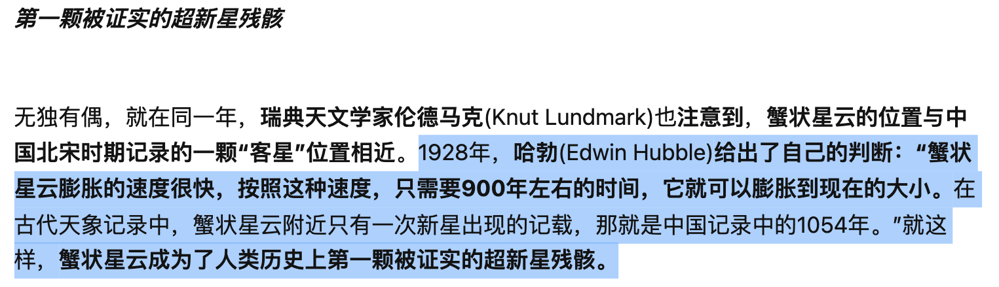 第一颗被证实的超新星残骸
无独有偶，就在同一年，瑞典天文学家伦德马克(Knut Lundmark)也注意到，蟹状星云的位置与中
国北宋时期记录的一颗“客星”位置相近。1928年，哈勃(Edwin Hubble)给出了自己的判断：“蟹状
星云膨胀的速度很快，按照这种速度，只需要900年左右的时间，它就可以膨胀到现在的大小。在
古代天象记录中，蟹状星云附近只有一次新星出现的记载，那就是中国记录中的1054年。”就这
样，蟹状星云成为了人类历史上第一颗被证实的超新星残骸。